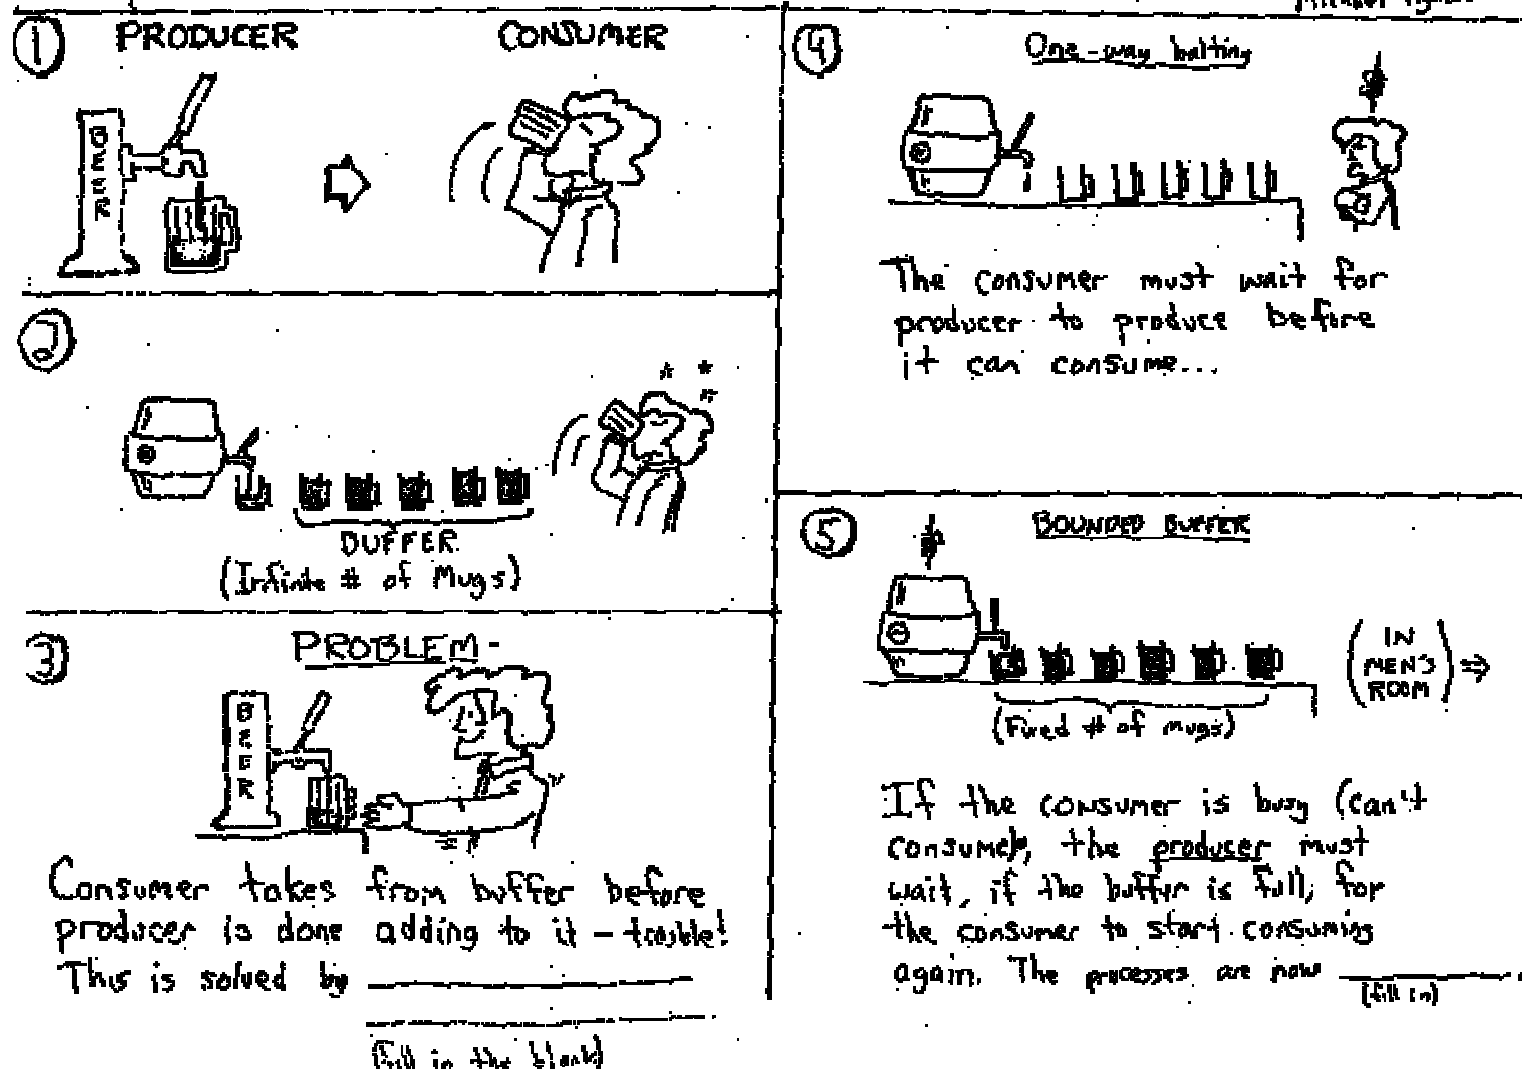 1
PRODUCER
CONSUMER
BEER
2
BUFFER
(Infinite # of Mugs)
3
PROBLEM -
BEER
Consumer takes from buffer before
producer is done adding to it - trouble!
This is solved by
(fill in the blank)
4
One-way halting
The consumer must wait for
producer to produce before
it can consume...
5
BOUNDED BUFFER
(IN
MENS
ROOM)
(Fixed # of mugs)
If the consumer is busy (can't
consume), the producer must
wait, if the buffer is full, for
the consumer to start consuming
again. The processes are now
(fill in)